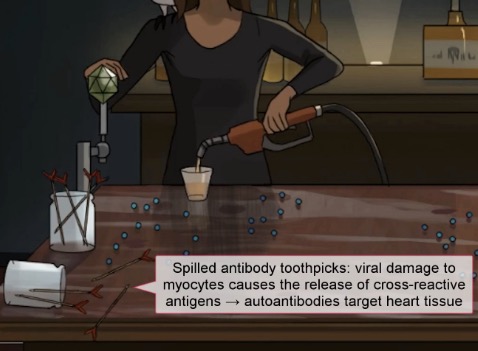 Spilled antibody toothpicks: viral damage to
myocytes causes the release of cross-reactive
antigens → autoantibodies target heart tissue